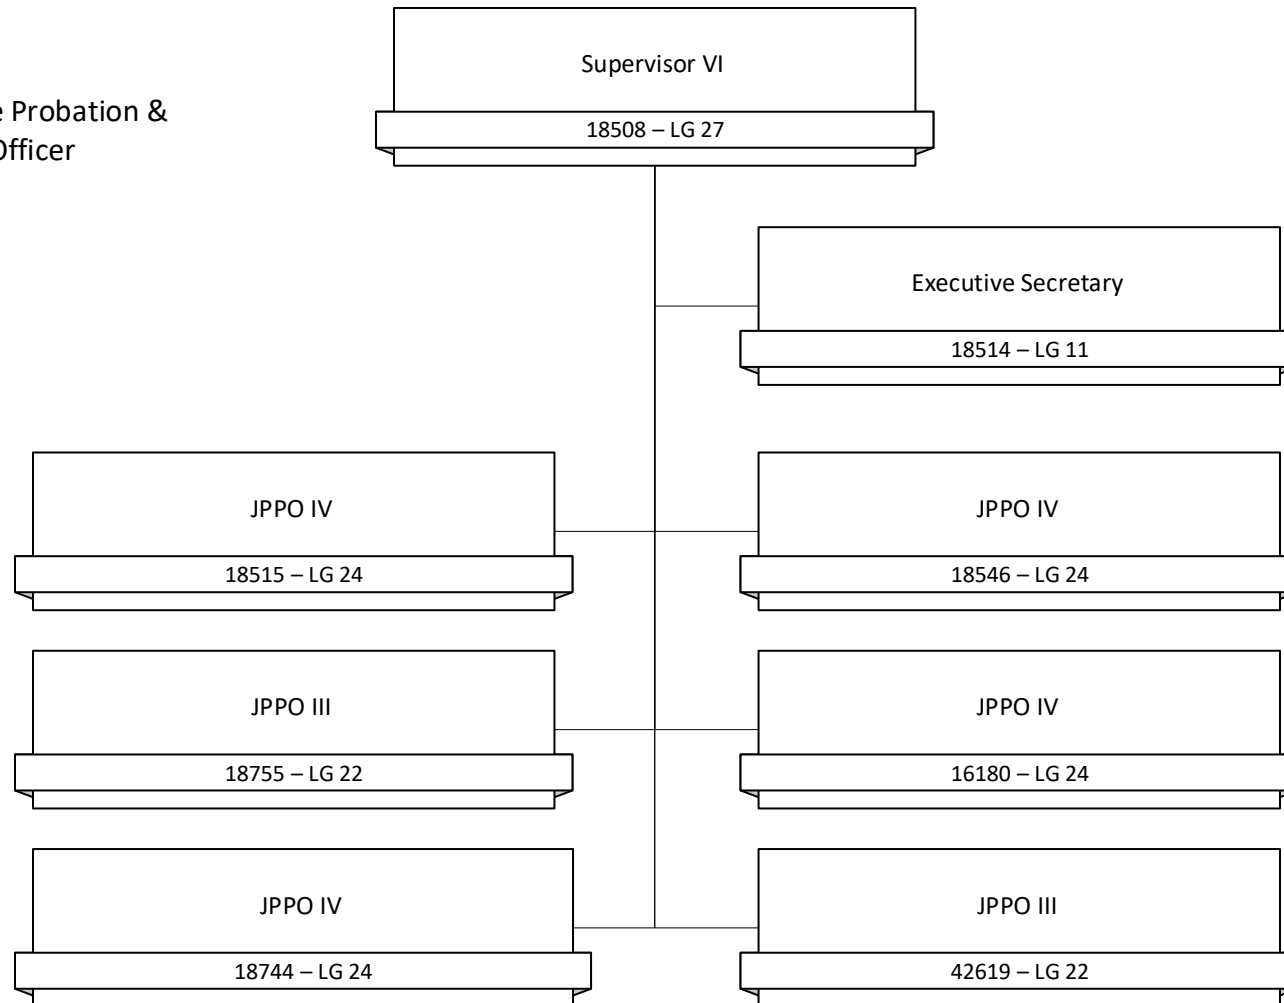 Supervisor VI
18508 – LG 27
Probation &
Officer
Executive Secretary
18514 – LG 11
JPPO IV
18515 – LG 24
JPPO IV
18546 – LG 24
JPPO III
18755 – LG 22
JPPO IV
16180 – LG 24
JPPO IV
18744 – LG 24
JPPO III
42619 – LG 22